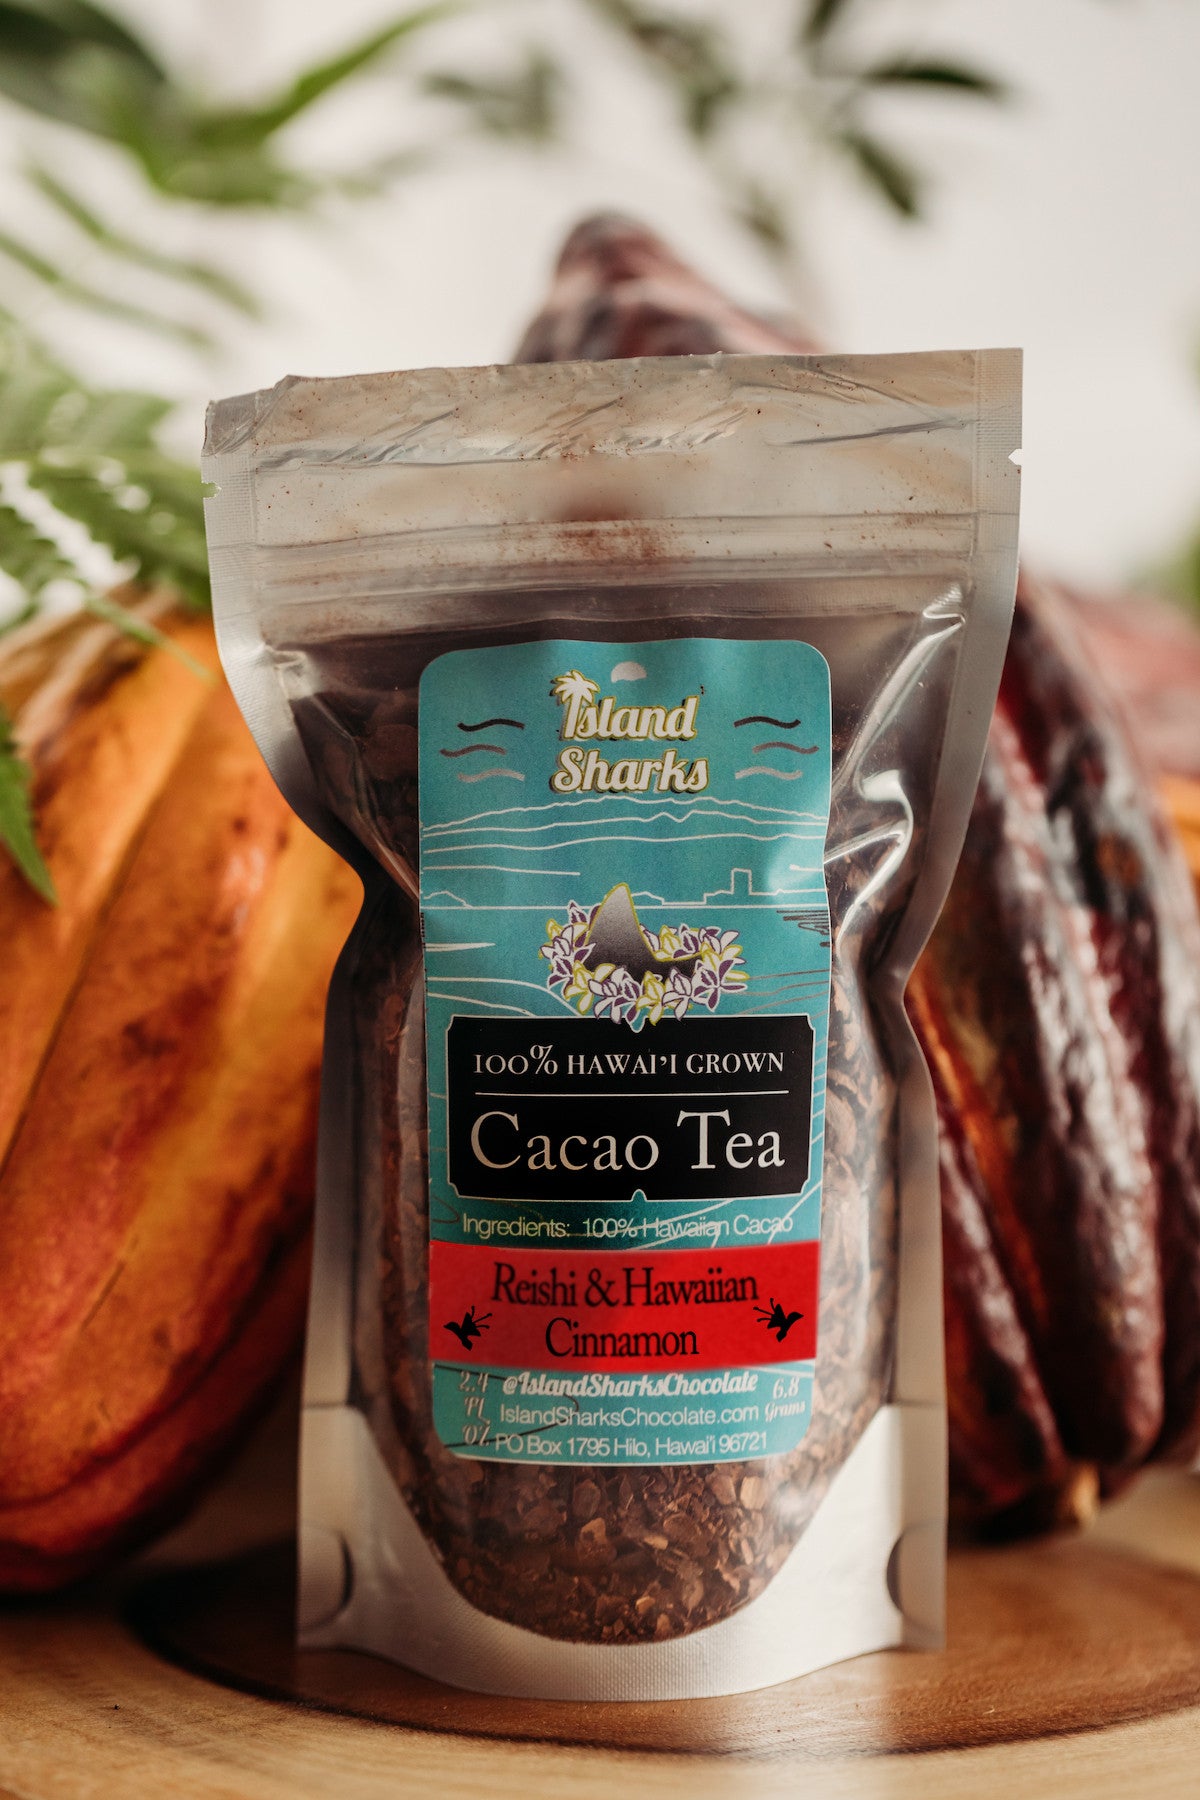 Island
Sharks
100% HAWAI'I GROWN
Cacao Tea
Ingredients: 100% Hawaiian Cacao
Reishi & Hawaiian
Cinnamon
2.4 @IslandSharksChocolate 6.8
Fl IslandSharksChocolate.com Grams
OZ PO Box 1795 Hilo, Hawai'i 96721